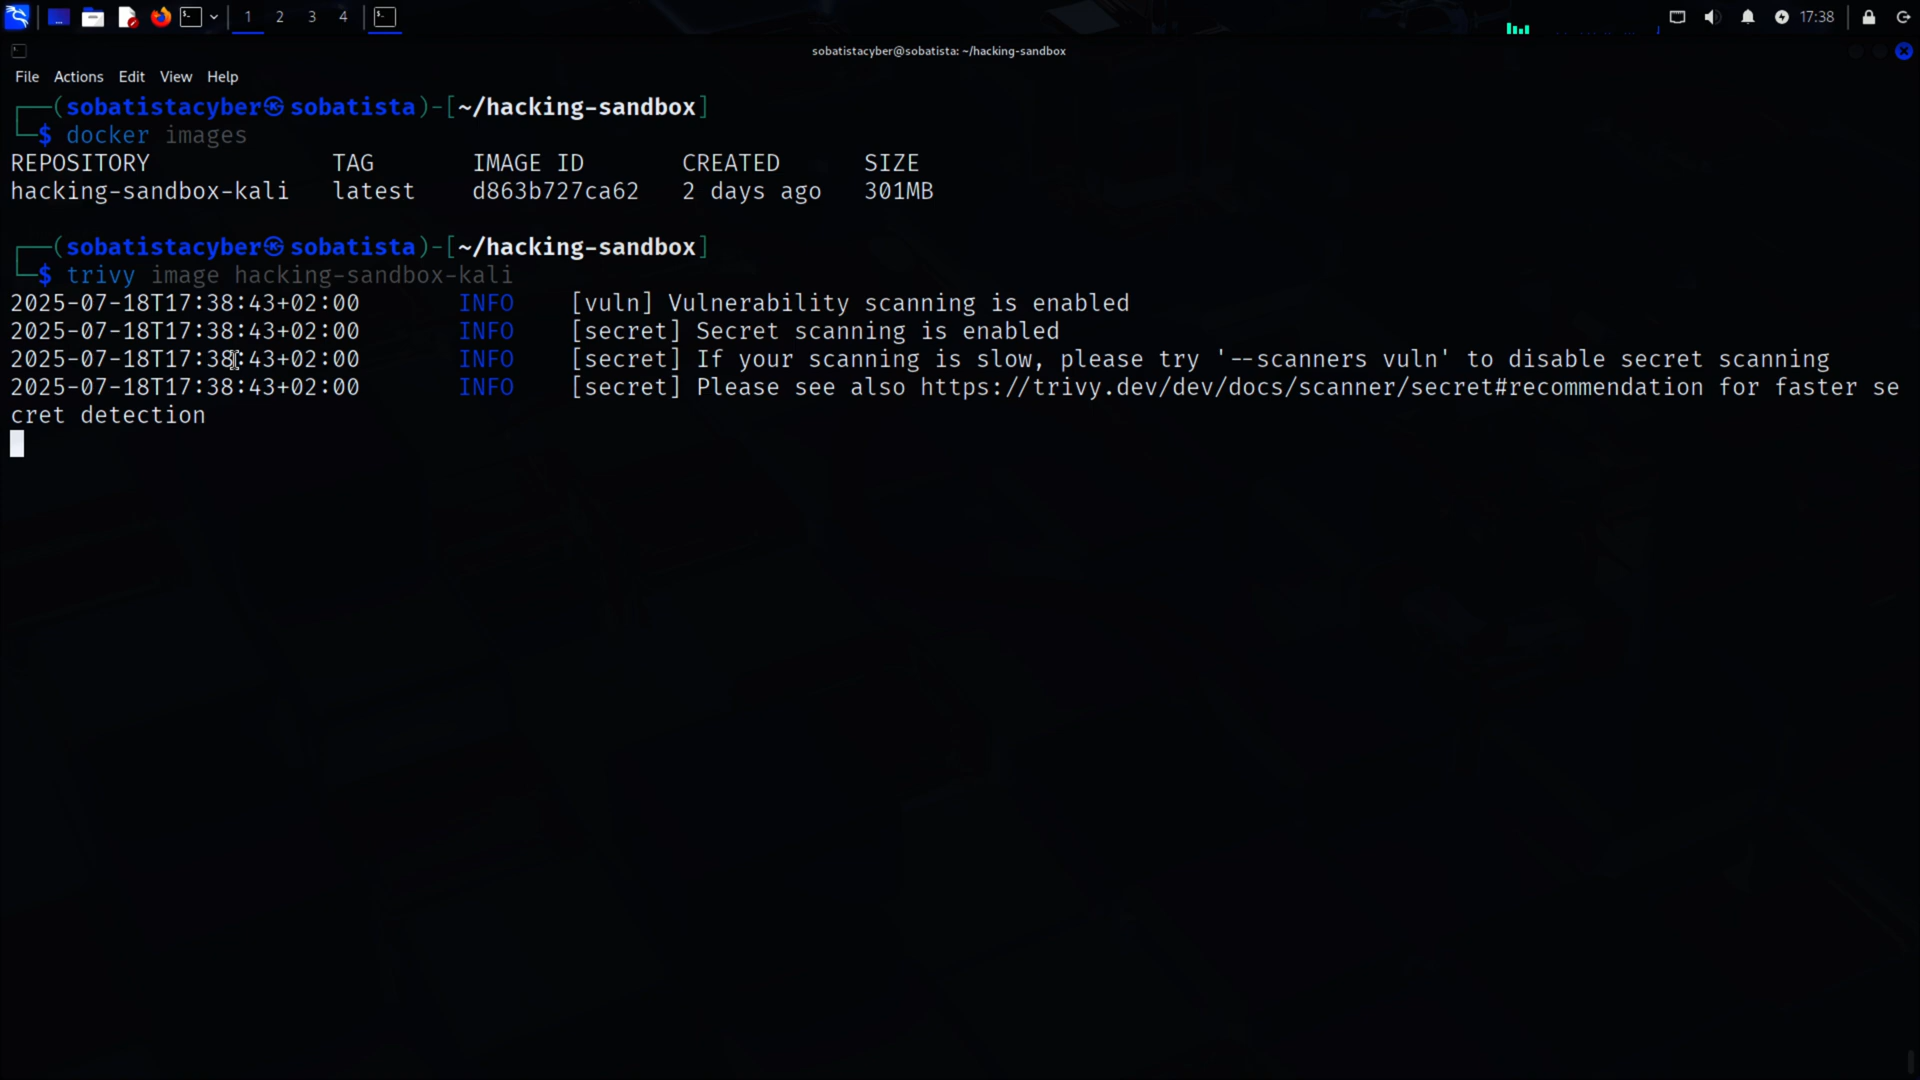 1 2 3 4 17:38
sobatistacyber@sobatista: ~/hacking-sandbox
File Actions Edit View Help
┌──(sobatistacyber㉿sobatista)-[~/hacking-sandbox]
└─$ docker images
REPOSITORY TAG IMAGE ID CREATED SIZE
hacking-sandbox-kali latest d863b727ca62 2 days ago 301MB
┌──(sobatistacyber㉿sobatista)-[~/hacking-sandbox]
└─$ trivy image hacking-sandbox-kali
2025-07-18T17:38:43+02:00 INFO [vuln] Vulnerability scanning is enabled
2025-07-18T17:38:43+02:00 INFO [secret] Secret scanning is enabled
2025-07-18T17:38:43+02:00 INFO [secret] If your scanning is slow, please try '--scanners vuln' to disable secret scanning
2025-07-18T17:38:43+02:00 INFO [secret] Please see also https://trivy.dev/dev/docs/scanner/secret#recommendation for faster se
cret detection